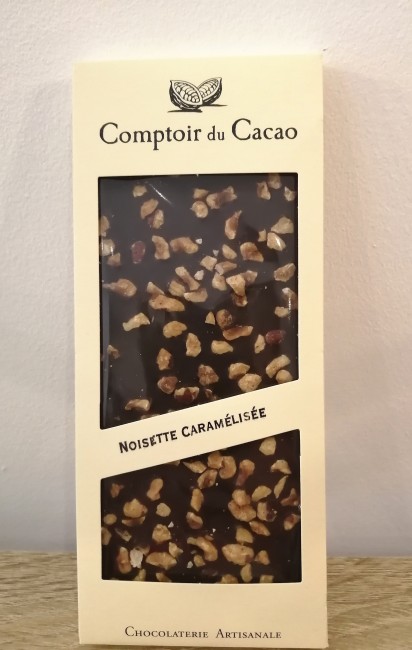 Comptoir du Cacao
NOISETTE CARAMÉLISÉE
CHOCOLATERIE ARTISANALE